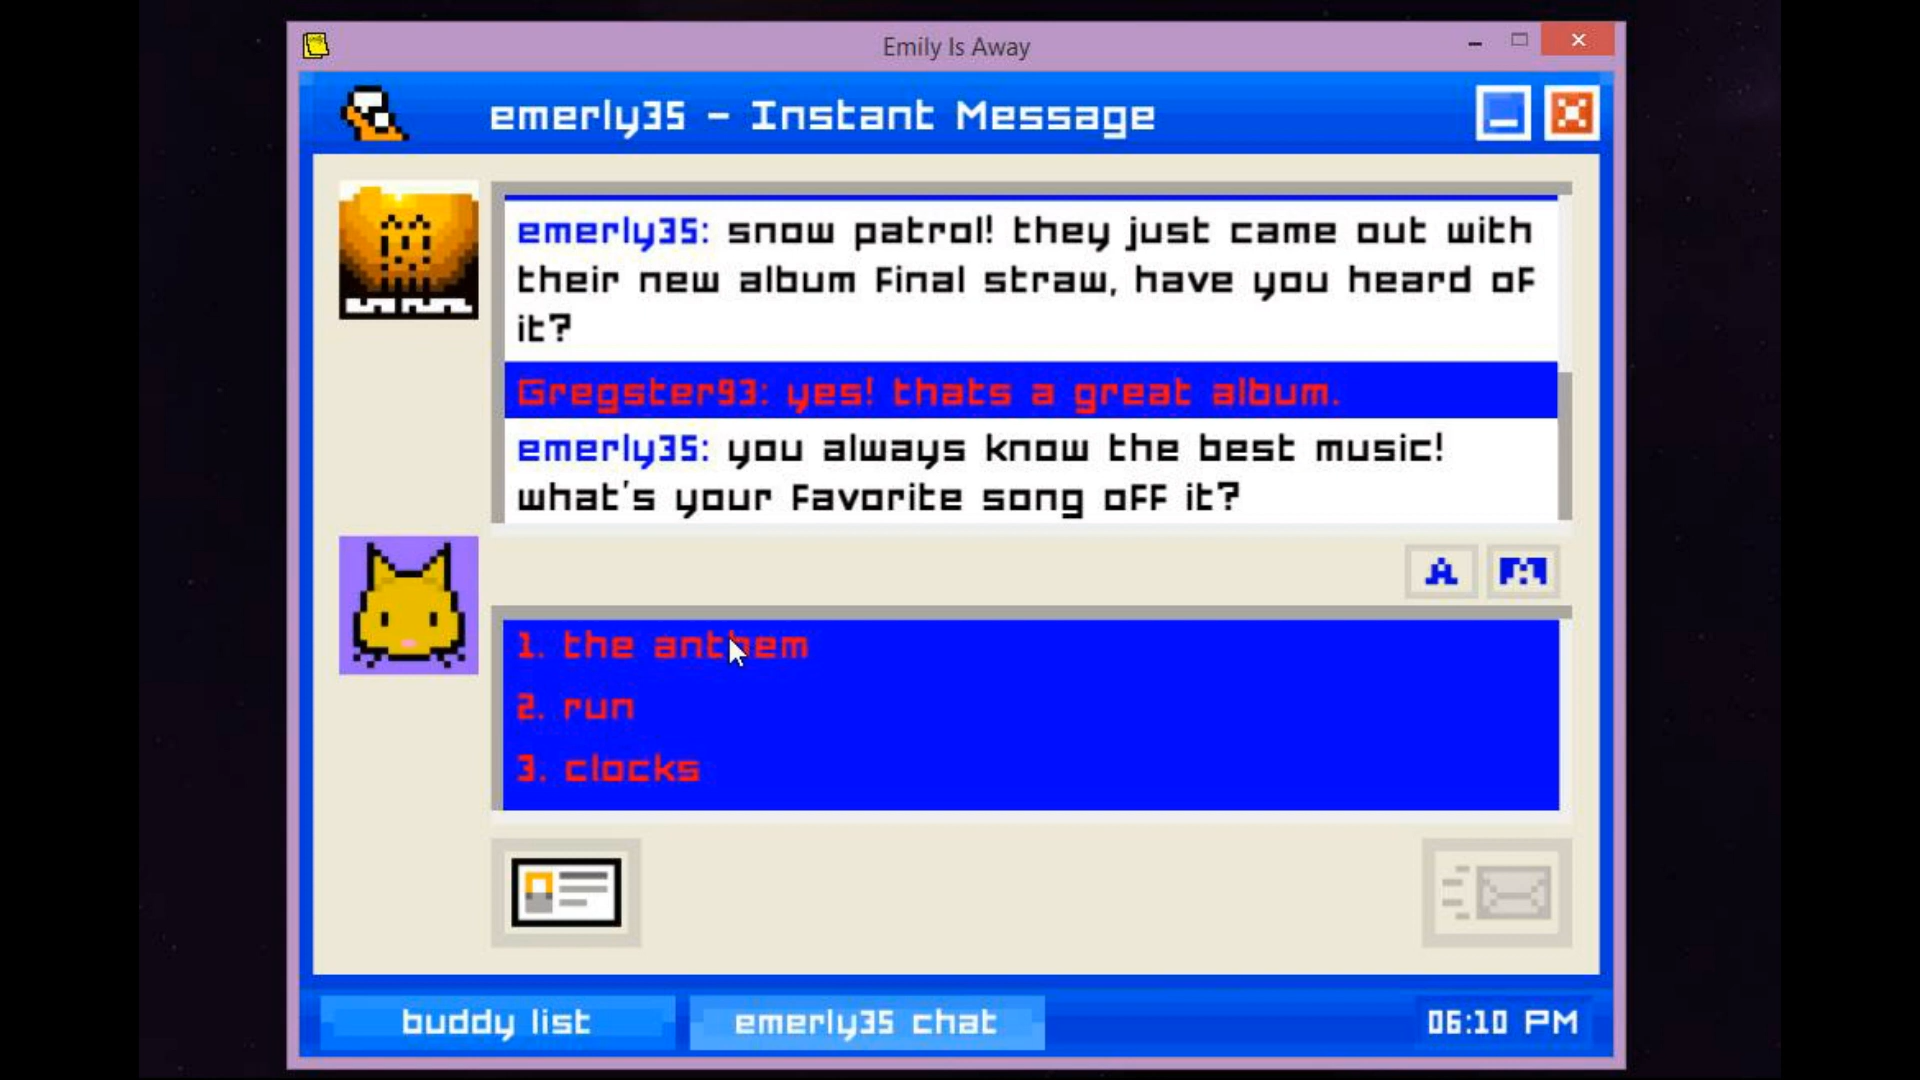 Emily Is Away
emerly35 - Instant Message
emerly35: snow patrol! they just came out with
their new album final straw, have you heard of
it?
Gregster93: yes! thats a great album.
emerly35: you always know the best music!
what's your favorite song off it?
A
1. the anthem
2. run
3. clocks
buddy list
emerly35 chat
06:10 PM